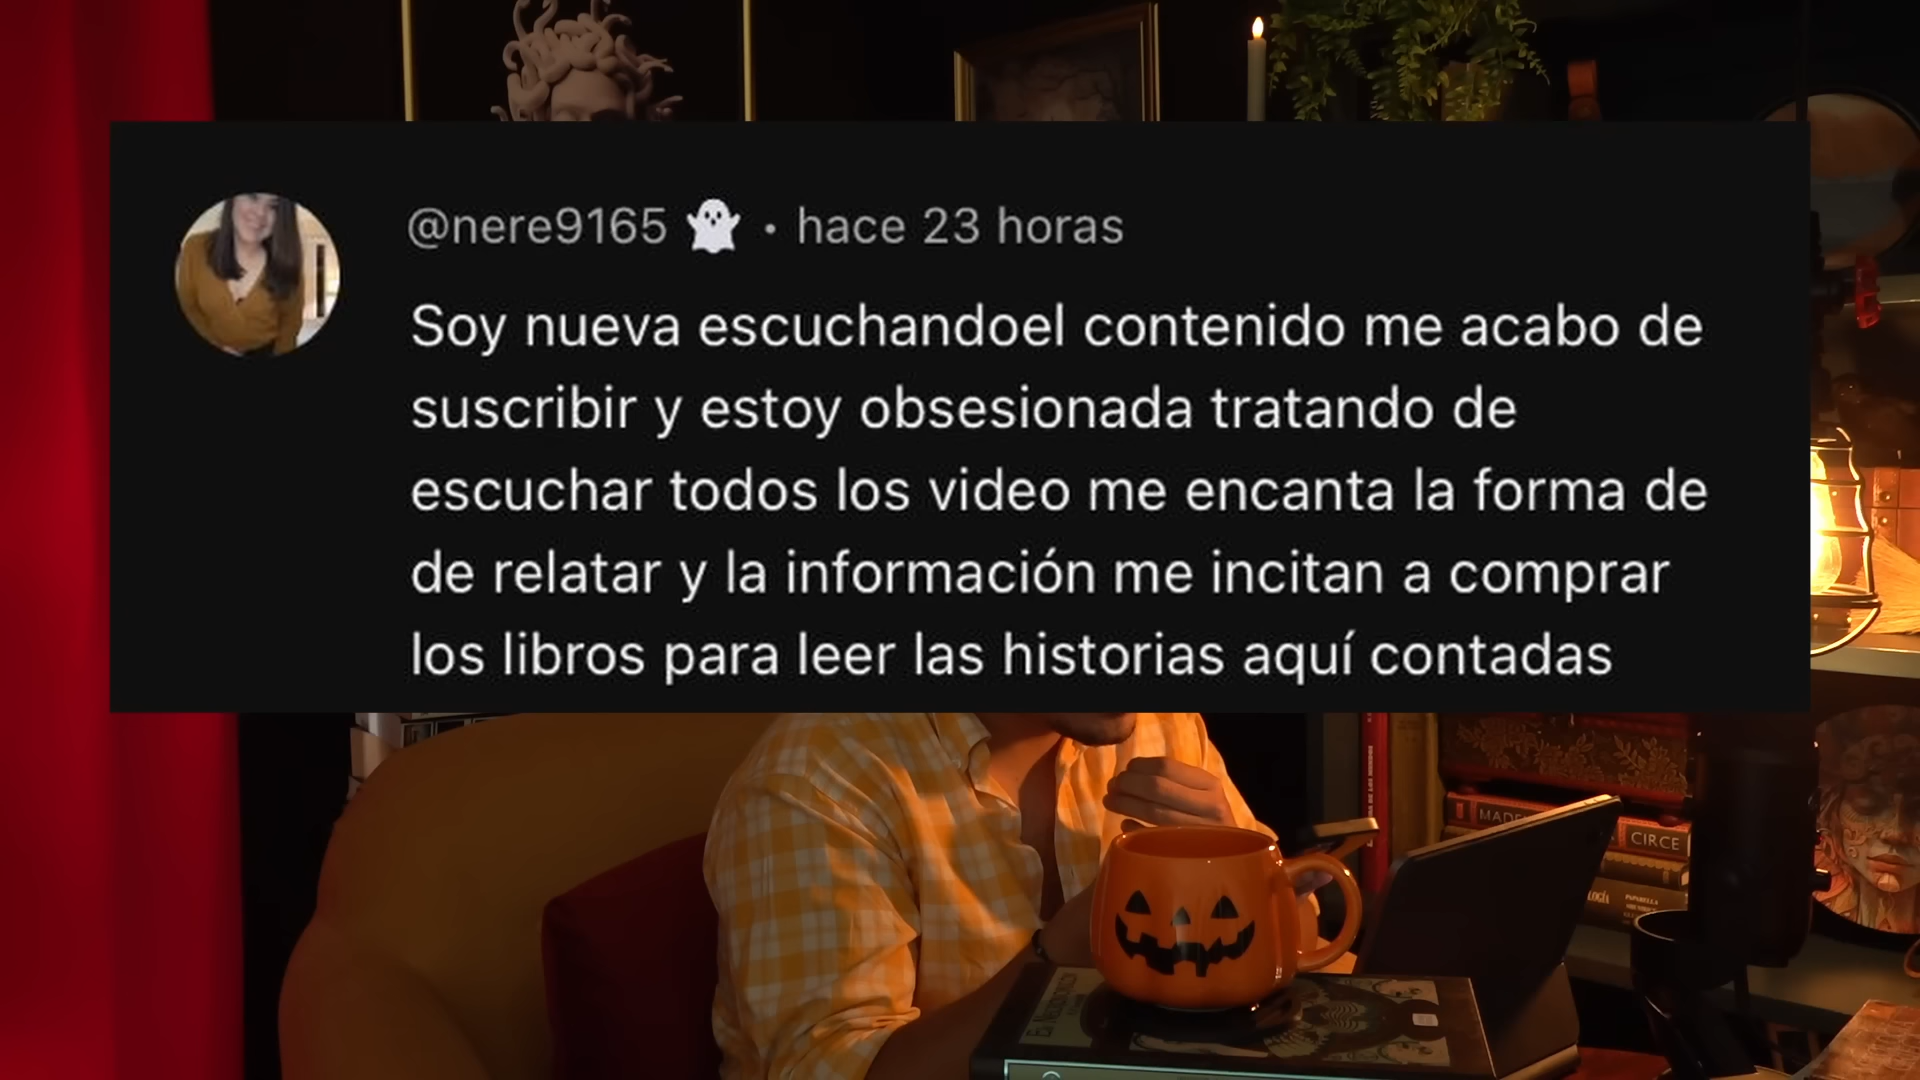 @nere9165 👻 · hace 23 horas
Soy nueva escuchandoel contenido me acabo de
suscribir y estoy obsesionada tratando de
escuchar todos los video me encanta la forma de
de relatar y la información me incitan a comprar
los libros para leer las historias aquí contadas
CIRCE